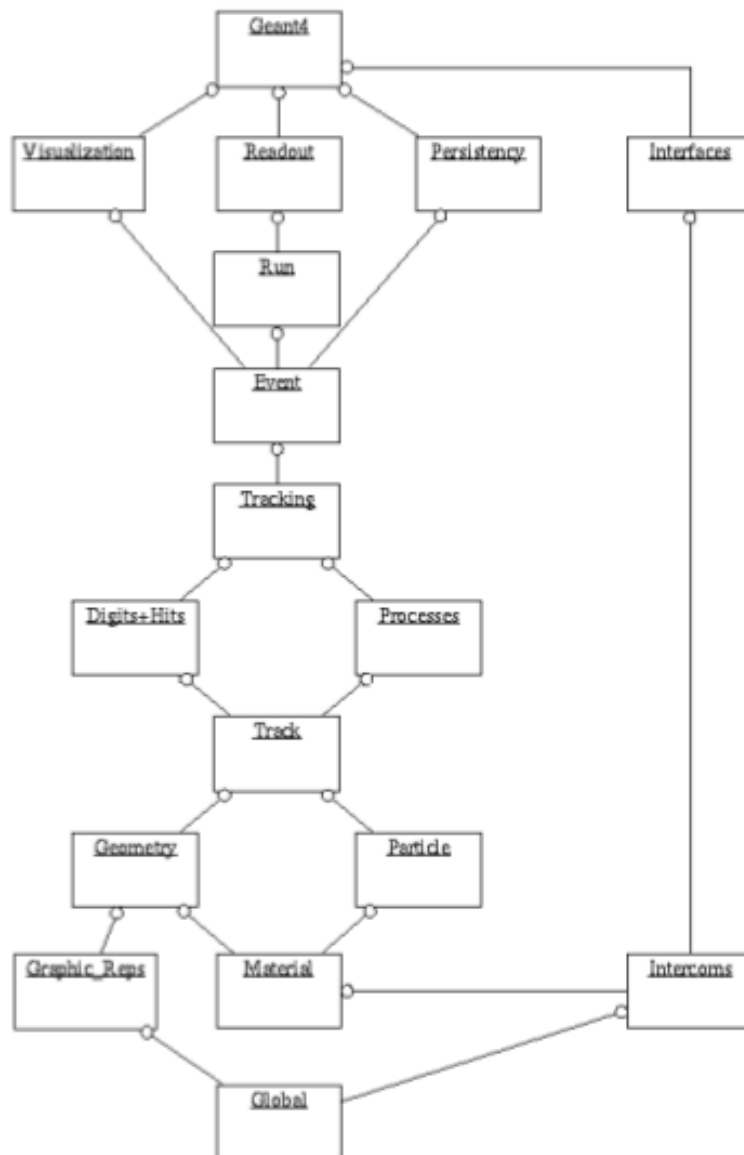 Geant4
Visualization
Readout
Persistency
Interfaces
Run
Event
Tracking
Digits+Hits
Processes
Track
Geometry
Particle
Graphic_Reps
Material
Intercoms
Global